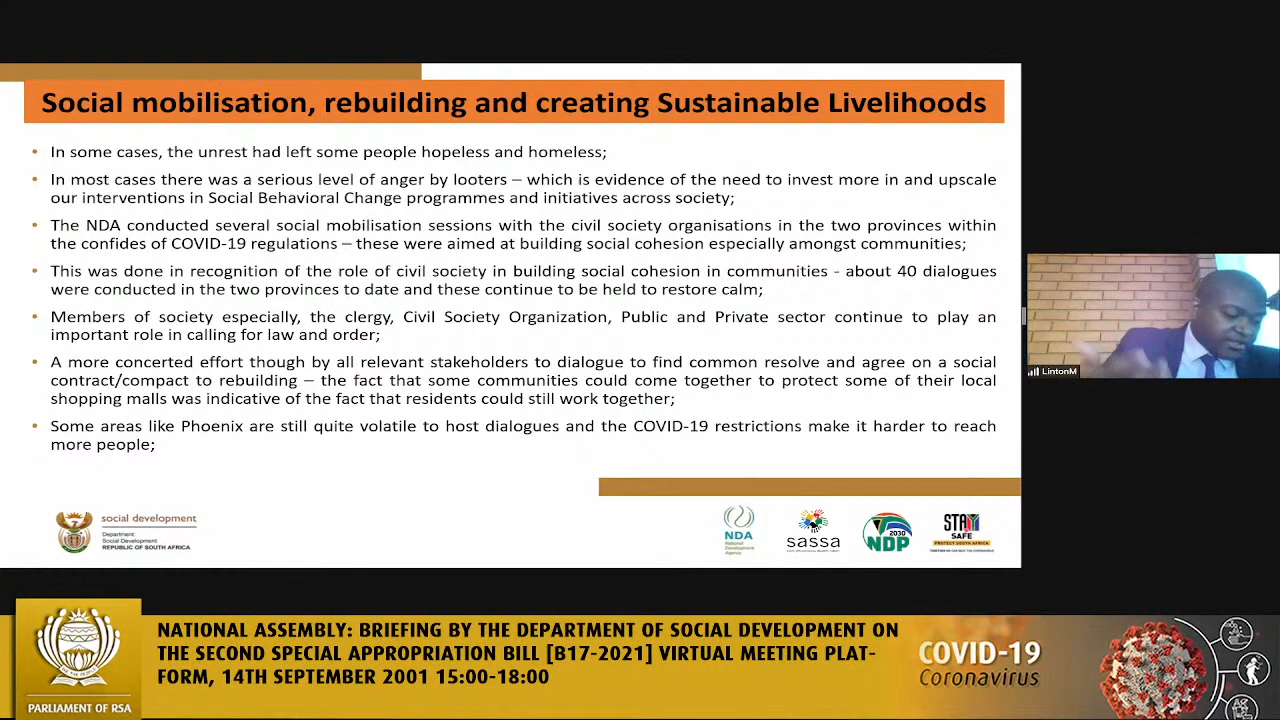 Social mobilisation, rebuilding and creating Sustainable Livelihoods
• In some cases, the unrest had left some people hopeless and homeless;
• In most cases there was a serious level of anger by looters – which is evidence of the need to invest more in and upscale
our interventions in Social Behavioral Change programmes and initiatives across society;
• The NDA conducted several social mobilisation sessions with the civil society organisations in the two provinces within
the confides of COVID-19 regulations – these were aimed at building social cohesion especially amongst communities;
• This was done in recognition of the role of civil society in building social cohesion in communities - about 40 dialogues
were conducted in the two provinces to date and these continue to be held to restore calm;
• Members of society especially, the clergy, Civil Society Organization, Public and Private sector continue to play an
important role in calling for law and order;
• A more concerted effort though by all relevant stakeholders to dialogue to find common resolve and agree on a social
contract/compact to rebuilding – the fact that some communities could come together to protect some of their local
shopping malls was indicative of the fact that residents could still work together;
• Some areas like Phoenix are still quite volatile to host dialogues and the COVID-19 restrictions make it harder to reach
more people;
LintonM
social development
Department:
Social Development
REPUBLIC OF SOUTH AFRICA
NDA
National
Development
Agency
sassa
2030
NDP
STAY
SAFE
PROTECT SOUTH AFRICA
NATIONAL ASSEMBLY: BRIEFING BY THE DEPARTMENT OF SOCIAL DEVELOPMENT ON
THE SECOND SPECIAL APPROPRIATION BILL [B17-2021] VIRTUAL MEETING PLAT-
FORM, 14TH SEPTEMBER 2001 15:00-18:00
PARLIAMENT OF RSA
COVID-19
Coronavirus